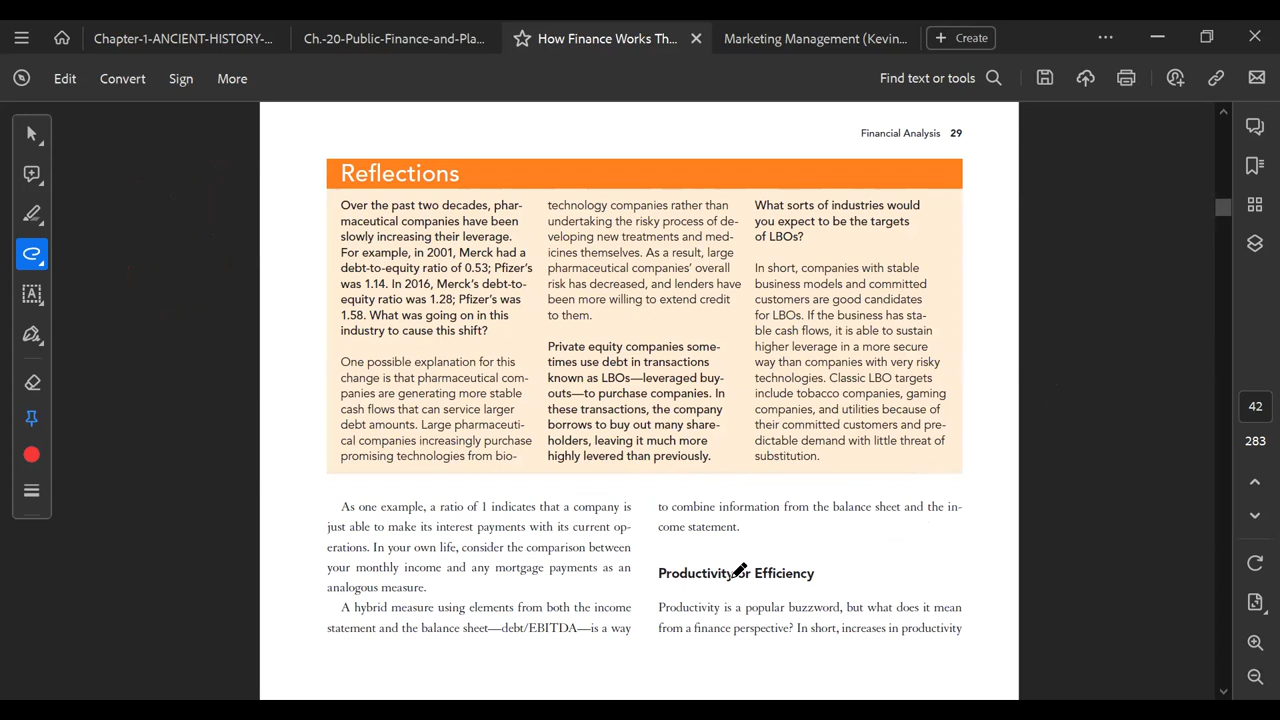 Chapter-1-ANCIENT-HISTORY-...
Ch.-20-Public-Finance-and-Pla...
How Finance Works Th...
Marketing Management (Kevin...
Create
Edit
Convert
Sign
More
Find text or tools
Financial Analysis 29
Reflections
Over the past two decades, phar-
maceutical companies have been
slowly increasing their leverage.
For example, in 2001, Merck had a
debt-to-equity ratio of 0.53; Pfizer's
was 1.14. In 2016, Merck's debt-to-
equity ratio was 1.28; Pfizer's was
1.58. What was going on in this
industry to cause this shift?
One possible explanation for this
change is that pharmaceutical com-
panies are generating more stable
cash flows that can service larger
debt amounts. Large pharmaceuti-
cal companies increasingly purchase
promising technologies from bio-
technology companies rather than
undertaking the risky process of de-
veloping new treatments and med-
icines themselves. As a result, large
pharmaceutical companies' overall
risk has decreased, and lenders have
been more willing to extend credit
to them.
Private equity companies some-
times use debt in transactions
known as LBOs—leveraged buy-
outs—to purchase companies. In
these transactions, the company
borrows to buy out many share-
holders, leaving it much more
highly levered than previously.
What sorts of industries would
you expect to be the targets
of LBOs?
In short, companies with stable
business models and committed
customers are good candidates
for LBOs. If the business has sta-
ble cash flows, it is able to sustain
higher leverage in a more secure
way than companies with very risky
technologies. Classic LBO targets
include tobacco companies, gaming
companies, and utilities because of
their committed customers and pre-
dictable demand with little threat of
substitution.
As one example, a ratio of 1 indicates that a company is
just able to make its interest payments with its current op-
erations. In your own life, consider the comparison between
your monthly income and any mortgage payments as an
analogous measure.
A hybrid measure using elements from both the income
statement and the balance sheet—debt/EBITDA—is a way
to combine information from the balance sheet and the in-
come statement.
Productivity or Efficiency
Productivity is a popular buzzword, but what does it mean
from a finance perspective? In short, increases in productivity
42
283